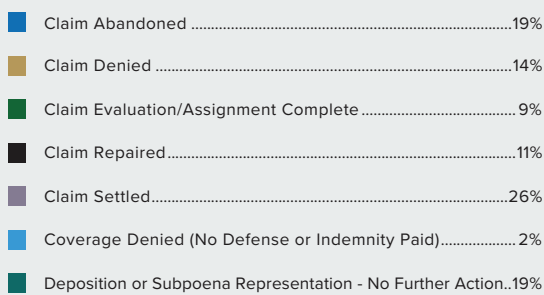 Claim Abandoned ................................................................................19%
Claim Denied .........................................................................................14%
Claim Evaluation/Assignment Complete ....................................... 9%
Claim Repaired.......................................................................................11%
Claim Settled.........................................................................................26%
Coverage Denied (No Defense or Indemnity Paid)................... 2%
Deposition or Subpoena Representation - No Further Action..19%